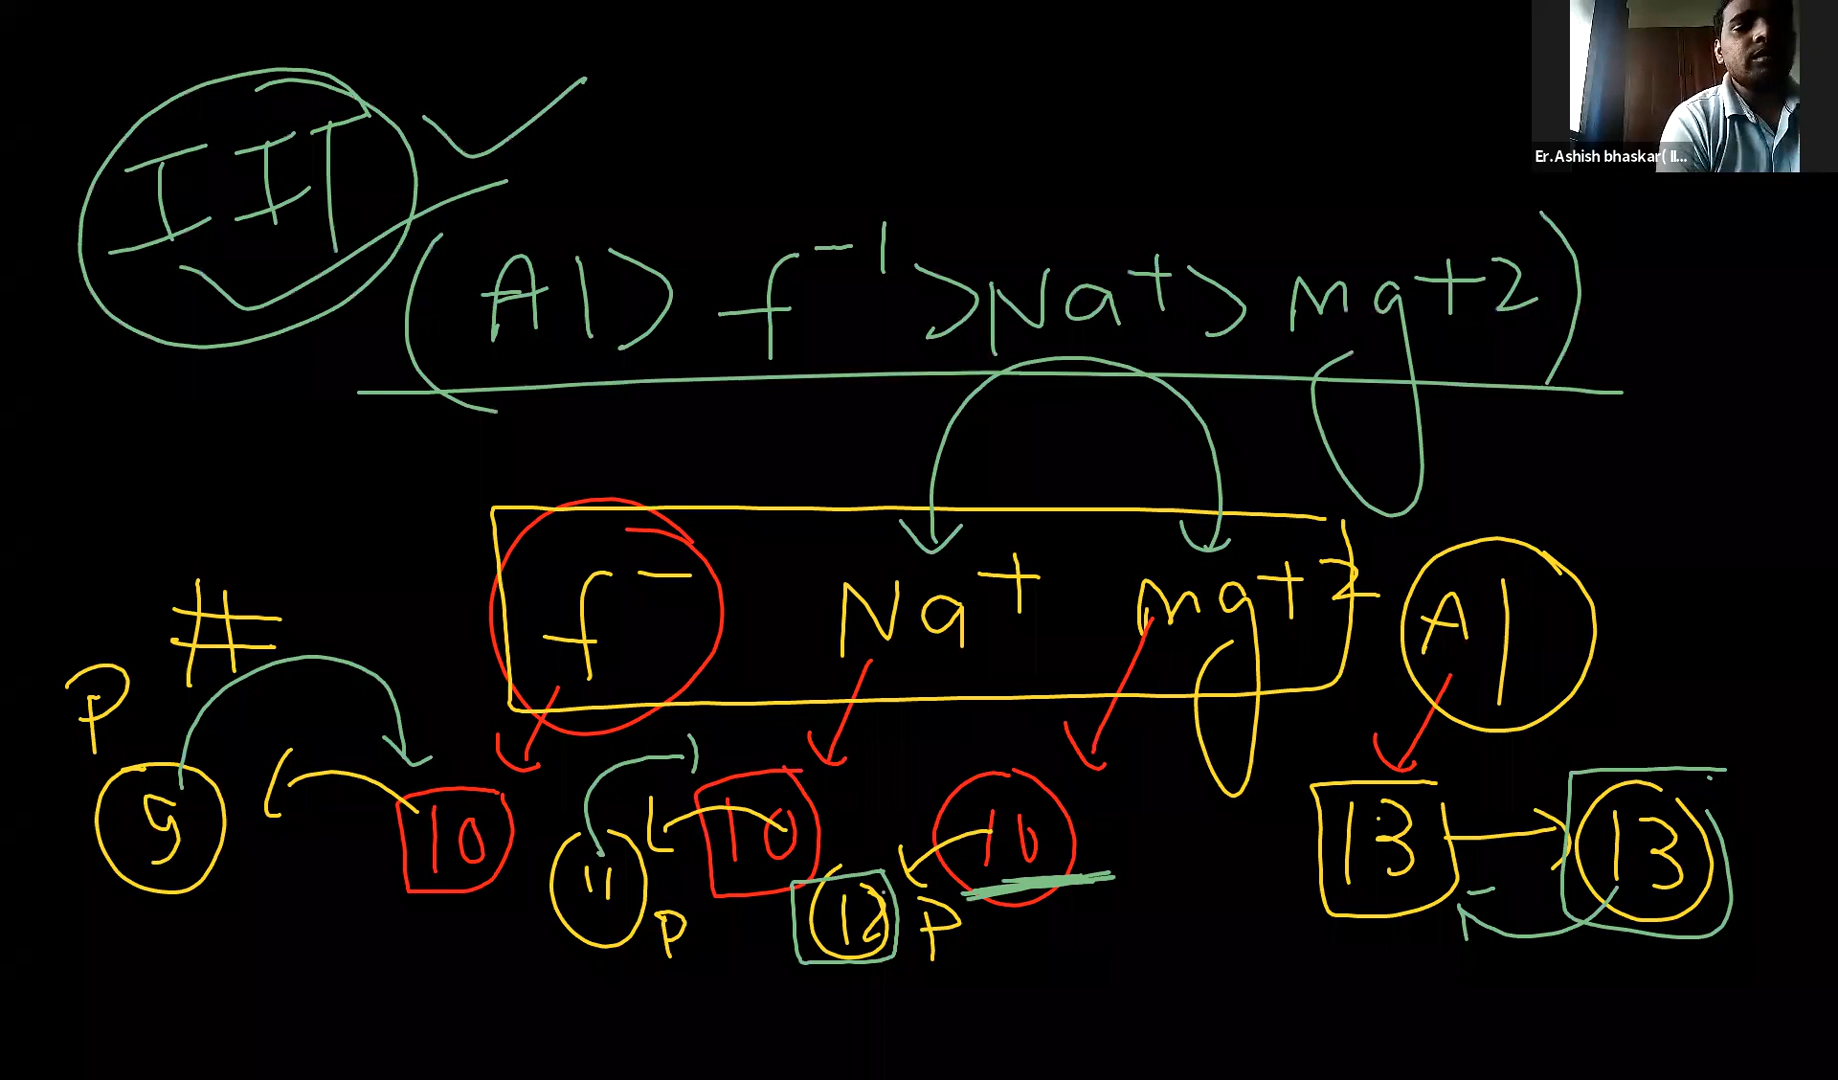 IIT
(Al > f⁻¹ > Na⁺ > mg+2)
Er.Ashish bhaskar( II...
# f⁻ Na⁺ mg+2 Al
P
9 10 11 P 10 12 P 10 13 13